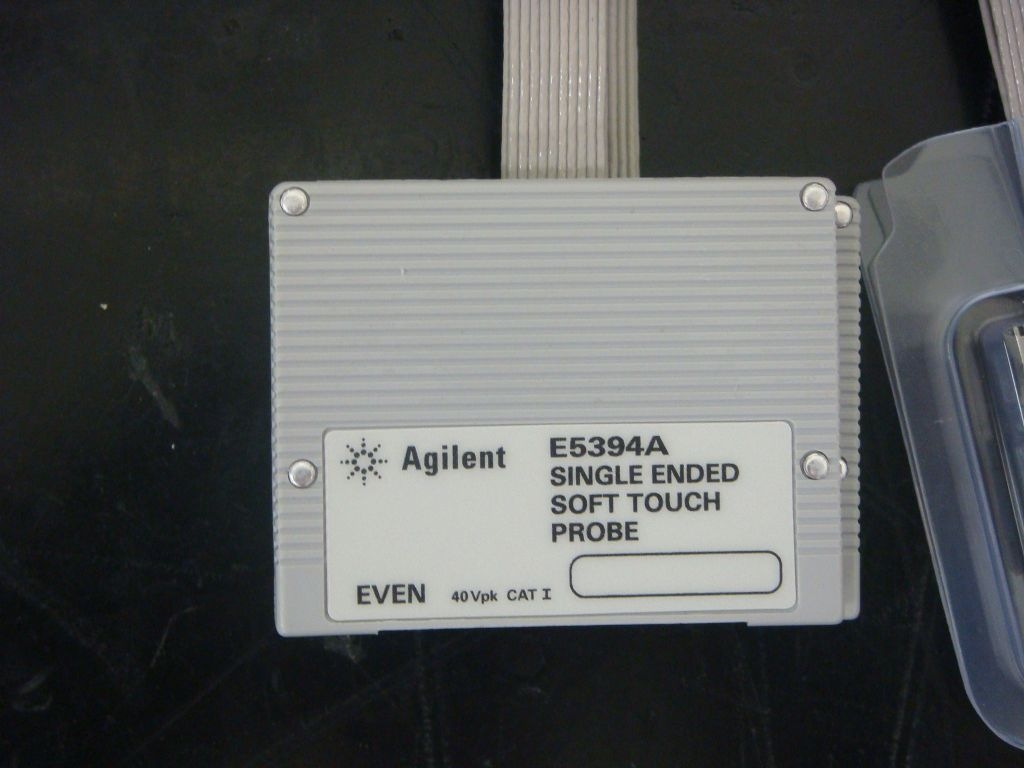 Agilent
E5394A
SINGLE ENDED
SOFT TOUCH
PROBE
EVEN 40Vpk CAT I